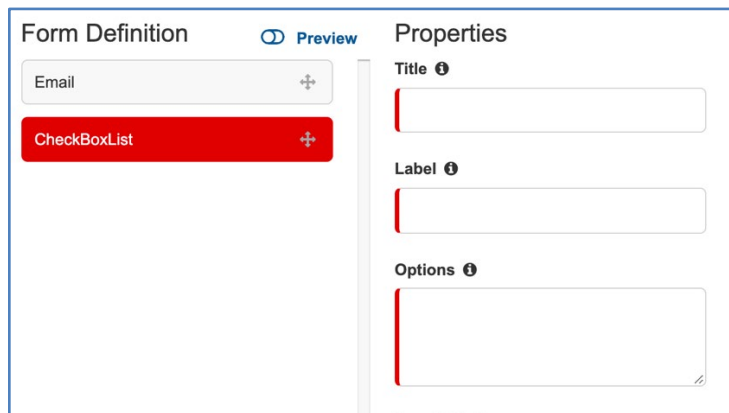 Form Definition
Preview
Email
CheckBoxList
Properties
Title
Label
Options